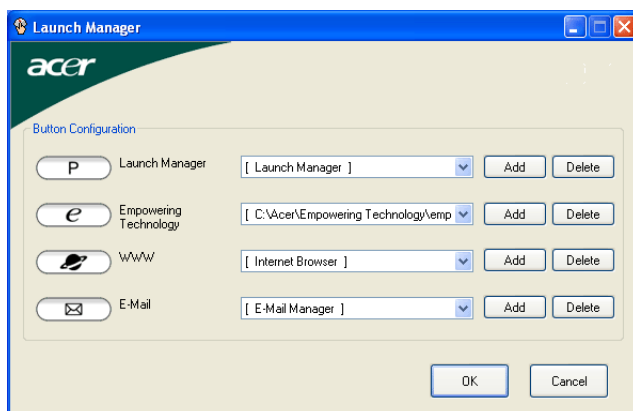 Launch Manager
acer
Button Configuration
P Launch Manager [ Launch Manager ] Add Delete
e Empowering Technology [ C:\Acer\Empowering Technology\emp Add Delete
WWW [ Internet Browser ] Add Delete
E-Mail [ E-Mail Manager ] Add Delete
OK Cancel